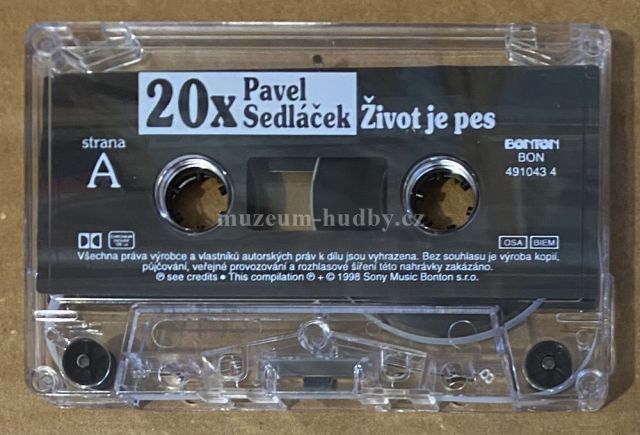 20x Pavel
Sedláček Život je pes
strana
A
BONTON
BON
491043 4
muzeum-hudby.cz
OSA BIEM
Všechna práva výrobce a vlastníků autorských práv k dílu jsou vyhrazena. Bez souhlasu je výroba kopií,
půjčování, veřejné provozování a rozhlasové šíření této nahrávky zakázáno.
℗ see credits • This compilation ℗ + © 1998 Sony Music Bonton s.r.o.